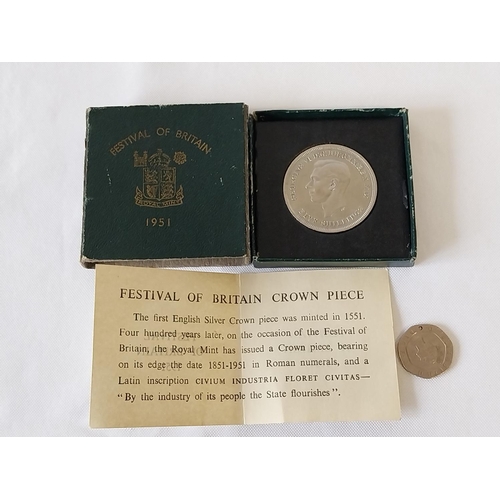 FESTIVAL OF BRITAIN
ROYAL MINT
1951
FESTIVAL OF BRITAIN CROWN PIECE
The first English Silver Crown piece was minted in 1551.
Four hundred years later, on the occasion of the Festival of
Britain, the Royal Mint has issued a Crown piece, bearing
on its edge the date 1851-1951 in Roman numerals, and a
Latin inscription CIVIUM INDUSTRIA FLORET CIVITAS—
"By the industry of its people the State flourishes".